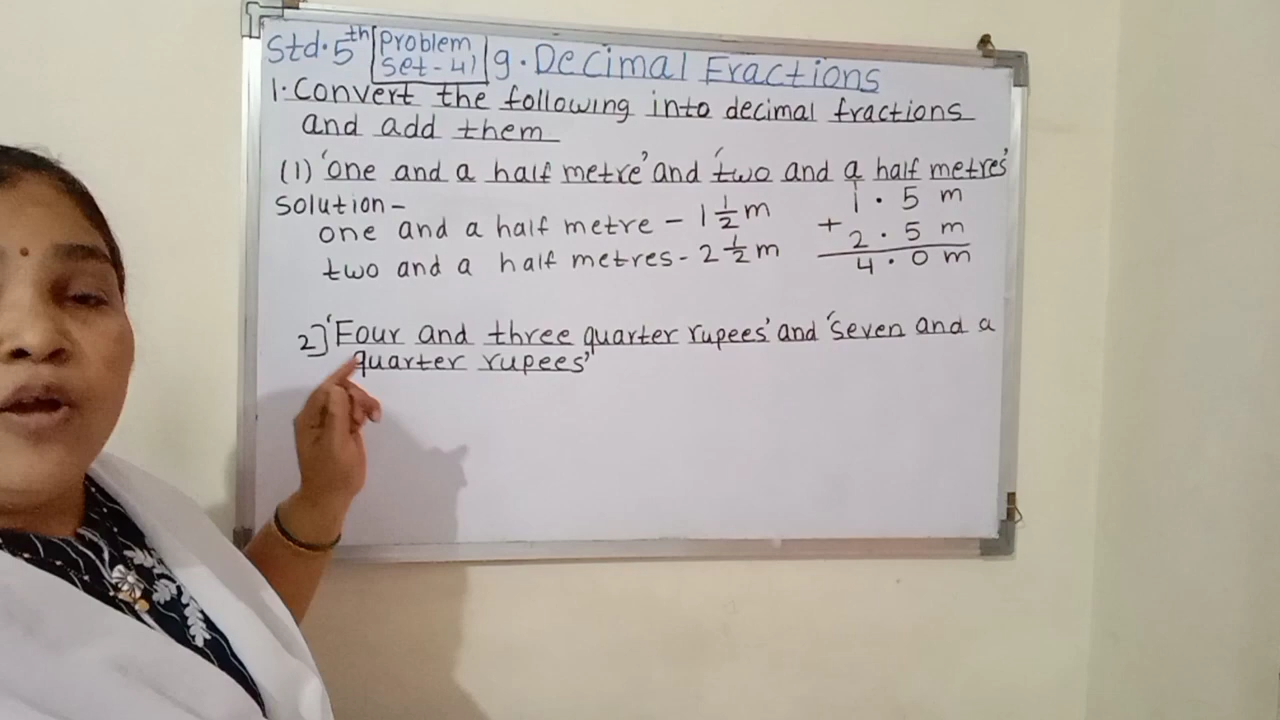 Std. 5th Problem Set-41 9. Decimal Fractions
1. Convert the following into decimal fractions
and add them
(1) 'one and a half metre' and 'two and a half metres'
Solution-
one and a half metre - 1 1/2 m
two and a half metres - 2 1/2 m
1.5 m
+ 2.5 m
4.0 m
2] 'Four and three quarter rupees' and 'seven and a
quarter rupees'